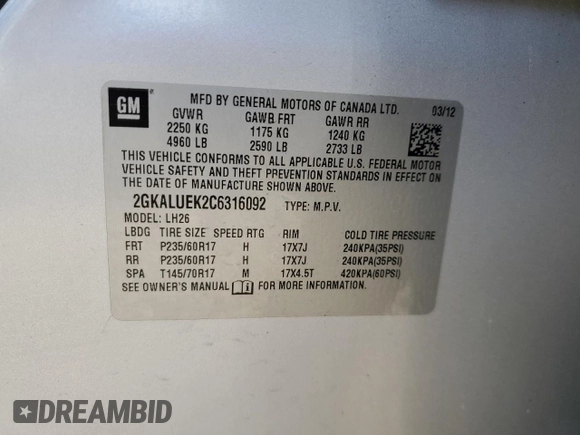 GM
MFD BY GENERAL MOTORS OF CANADA LTD. 03/12
GVWR GAWR FRT GAWR RR
2250 KG 1175 KG 1240 KG
4960 LB 2590 LB 2733 LB
THIS VEHICLE CONFORMS TO ALL APPLICABLE U.S. FEDERAL MOTOR
VEHICLE SAFETY AND THEFT PREVENTION STANDARDS IN EFFECT ON
THE DATE OF MANUFACTURE SHOWN ABOVE.
2GKALUEK2C6316092 TYPE: M.P.V.
MODEL: LH26
LBDG TIRE SIZE SPEED RTG RIM COLD TIRE PRESSURE
FRT P235/60R17 H 17X7J 240KPA(35PSI)
RR P235/60R17 H 17X7J 240KPA(35PSI)
SPA T145/70R17 M 17X4.5T 420KPA(60PSI)
SEE OWNER'S MANUAL FOR MORE INFORMATION
DREAMBID